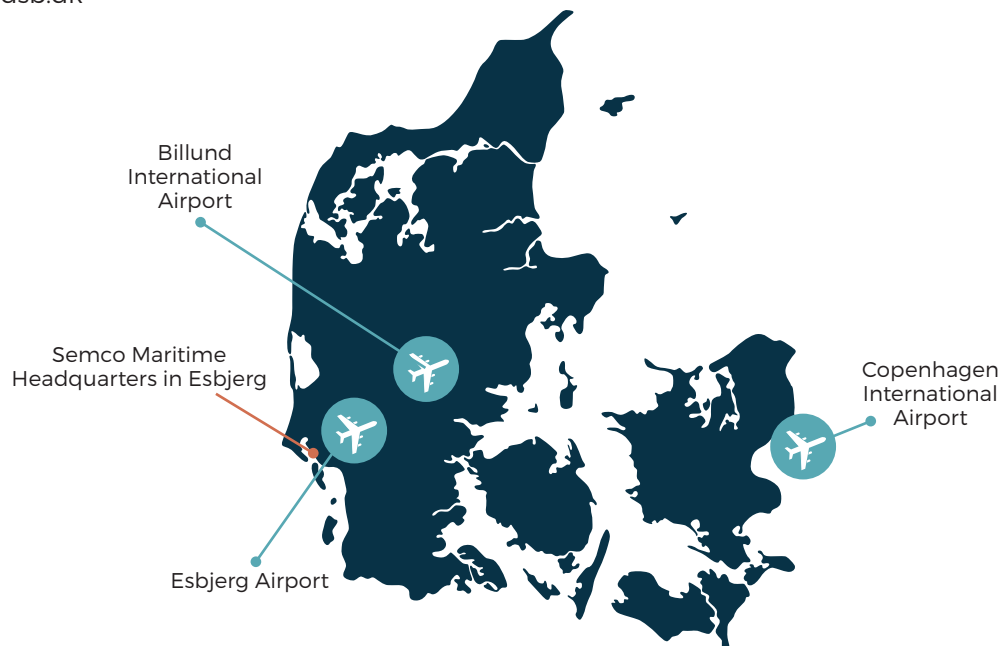 Billund
International
Airport
Semco Maritime
Headquarters in Esbjerg
Copenhagen
International
Airport
Esbjerg Airport